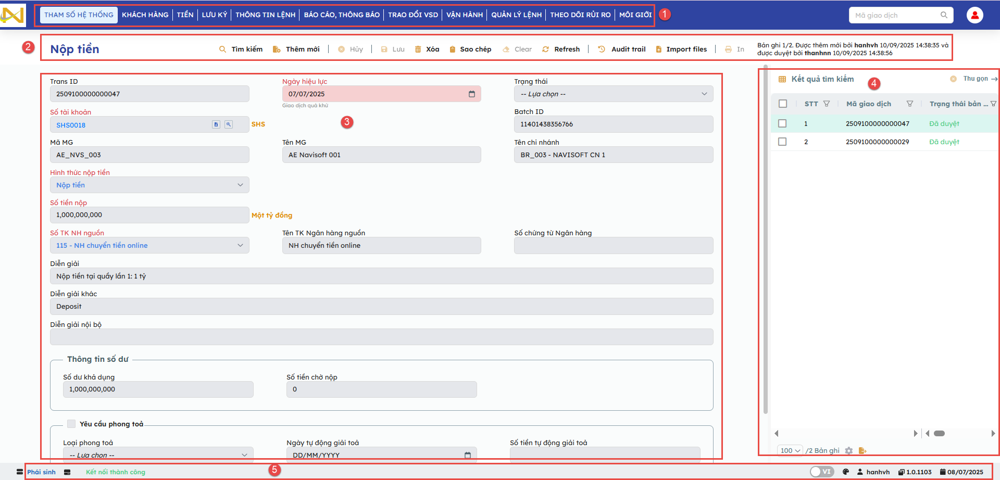 THAM SỐ HỆ THỐNG KHÁCH HÀNG TIỀN LƯU KÝ THÔNG TIN LỆNH BÁO CÁO, THÔNG BÁO TRAO ĐỔI VSD VẬN HÀNH QUẢN LÝ LỆNH THEO DÕI RỦI RO MÔI GIỚI 1 Mã giao dịch
2 Nộp tiền Tìm kiếm Thêm mới Hủy Lưu Xóa Sao chép Clear Refresh Audit trail Import files In
Bản ghi 1/2. Được thêm mới bởi hanhvh 10/09/2025 14:38:35 và
được duyệt bởi thanhnn 10/09/2025 14:38:56
Trans ID Ngày hiệu lực Trạng thái
2509100000000047 07/07/2025 -- Lựa chọn --
Giao dịch quá khứ
Số tài khoản Batch ID
SHS0018 SHS 3 11401438356766
Mã MG Tên MG Tên chi nhánh
AE_NVS_003 AE Navisoft 001 BR_003 - NAVISOFT CN 1
Hình thức nộp tiền
Nộp tiền
Số tiền nộp
1,000,000,000 Một tỷ đồng
Số TK NH nguồn Tên TK Ngân hàng nguồn Số chứng từ Ngân hàng
115 - NH chuyển tiền online NH chuyển tiền online
Diễn giải
Nộp tiền tại quầy lần 1: 1 tỷ
Diễn giải khác
Deposit
Diễn giải nội bộ
Thông tin số dư
Số dư khả dụng Số tiền chờ nộp
1,000,000,000 0
Yêu cầu phong toả
Loại phong toả Ngày tự động giải toả Số tiền tự động giải toả
-- Lựa chọn -- DD/MM/YYYY
Kết quả tìm kiếm 4 Thu gọn
STT Mã giao dịch Trạng thái bản ...
1 2509100000000047 Đã duyệt
2 2509100000000029 Đã duyệt
100 /2 Bản ghi
Phái sinh Kết nối thành công 5 VI hanhvh 1.0.1103 08/07/2025